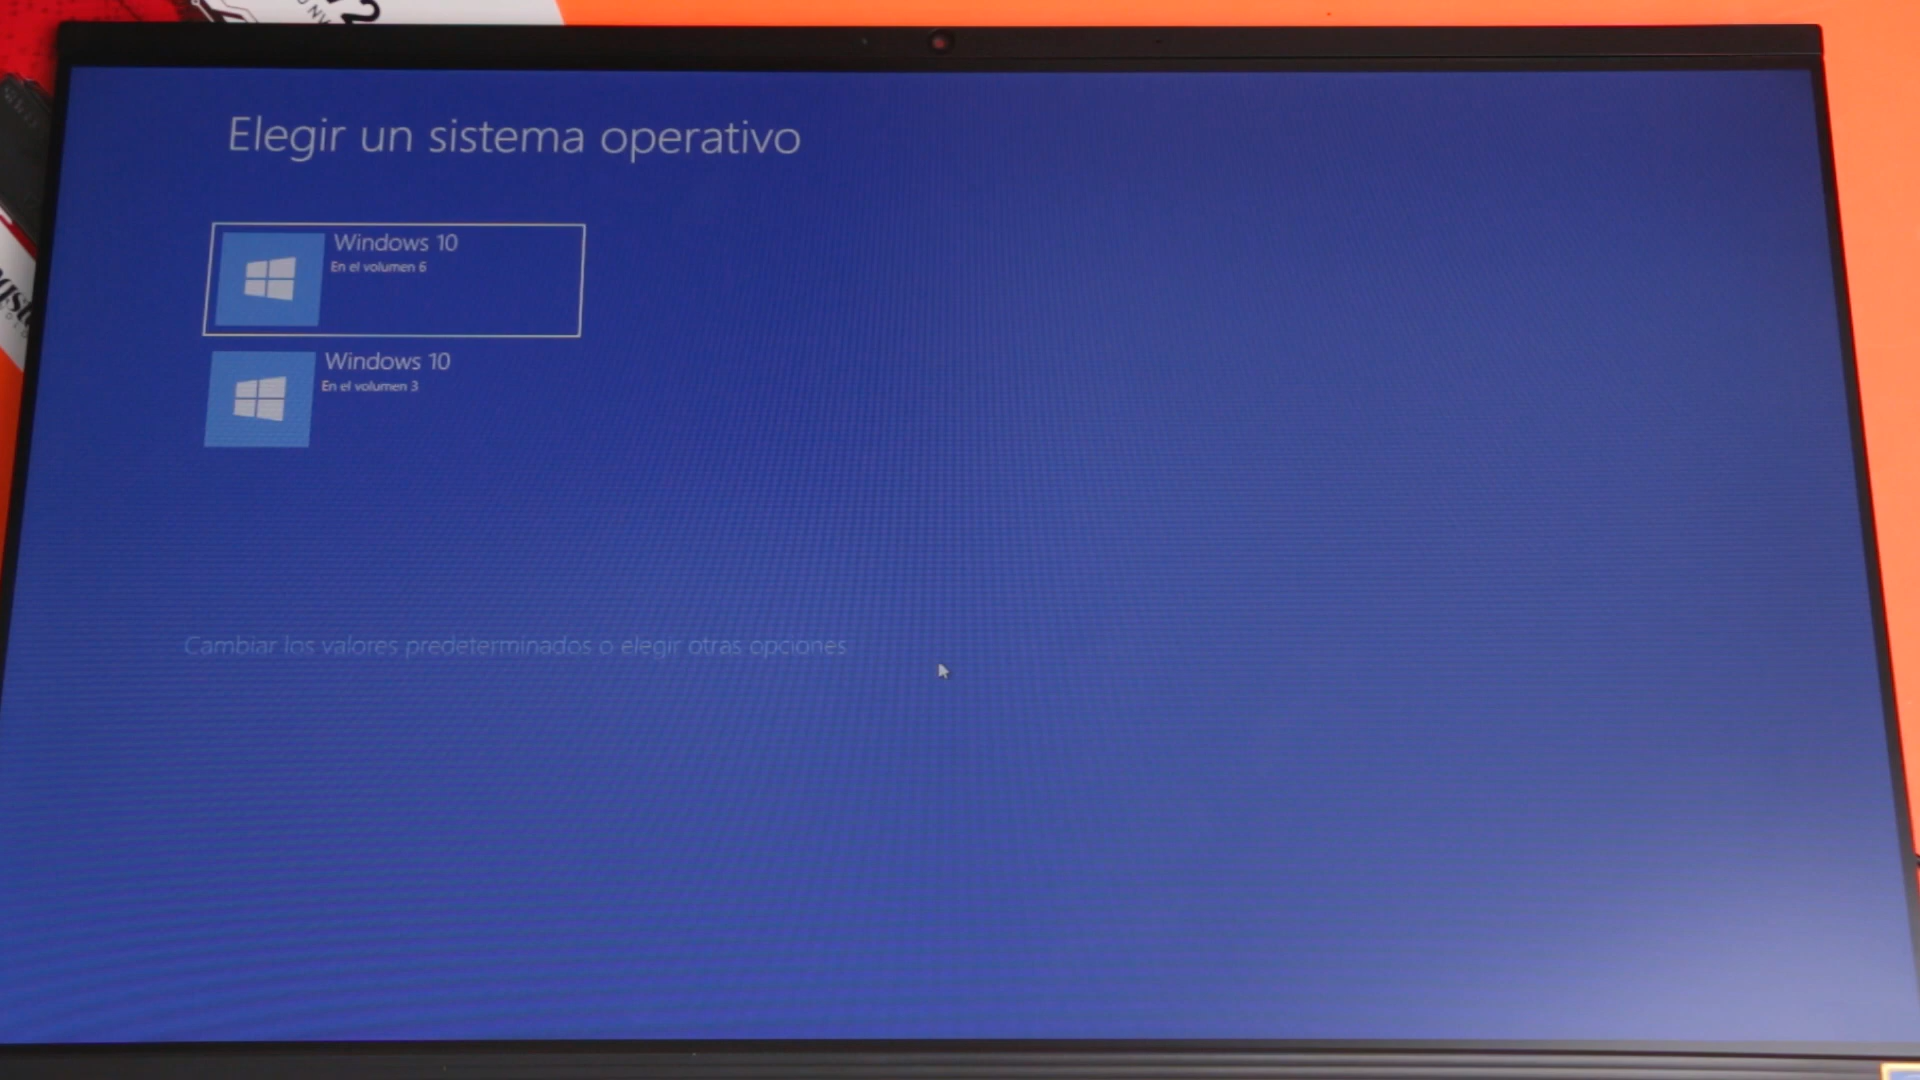 Elegir un sistema operativo
Windows 10
En el volumen 6
Windows 10
En el volumen 3
Cambiar los valores predeterminados o elegir otras opciones